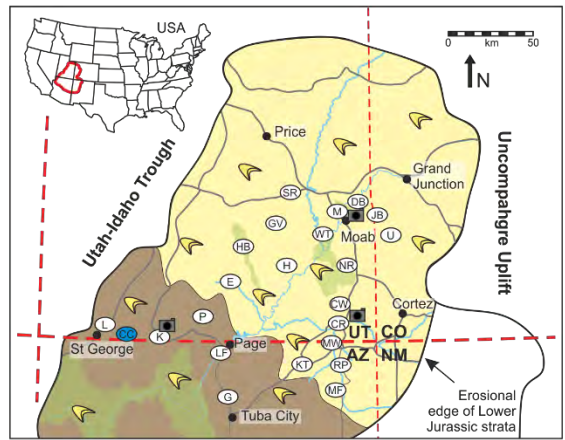 USA
0
50
km
N
Utah-Idaho Trough
Uncompahgre Uplift
Price
Grand
Junction
SR
DB
M
JB
GV
Moab
WT
U
HB
H
NR
E
CW
Cortez
P
L
CC
K
CR
UT
CO
St George
Page
LF
MW
AZ
NM
KT
RP
MF
G
Tuba City
Erosional
edge of Lower
Jurassic strata